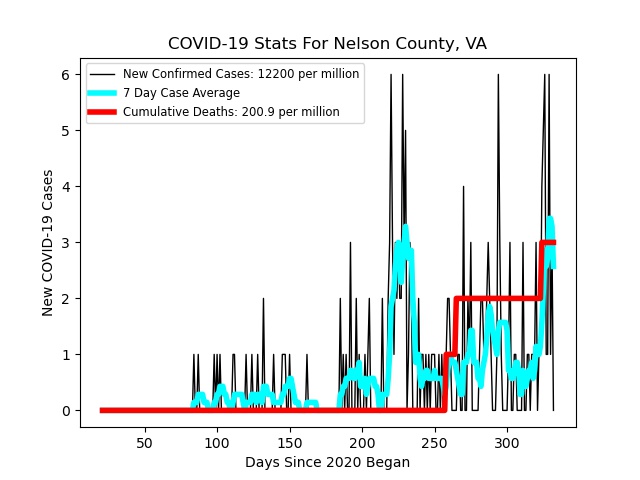 COVID-19 Stats For Nelson County, VA
New Confirmed Cases: 12200 per million
7 Day Case Average
Cumulative Deaths: 200.9 per million
New COVID-19 Cases
6
5
4
3
2
1
0
50 100 150 200 250 300
Days Since 2020 Began